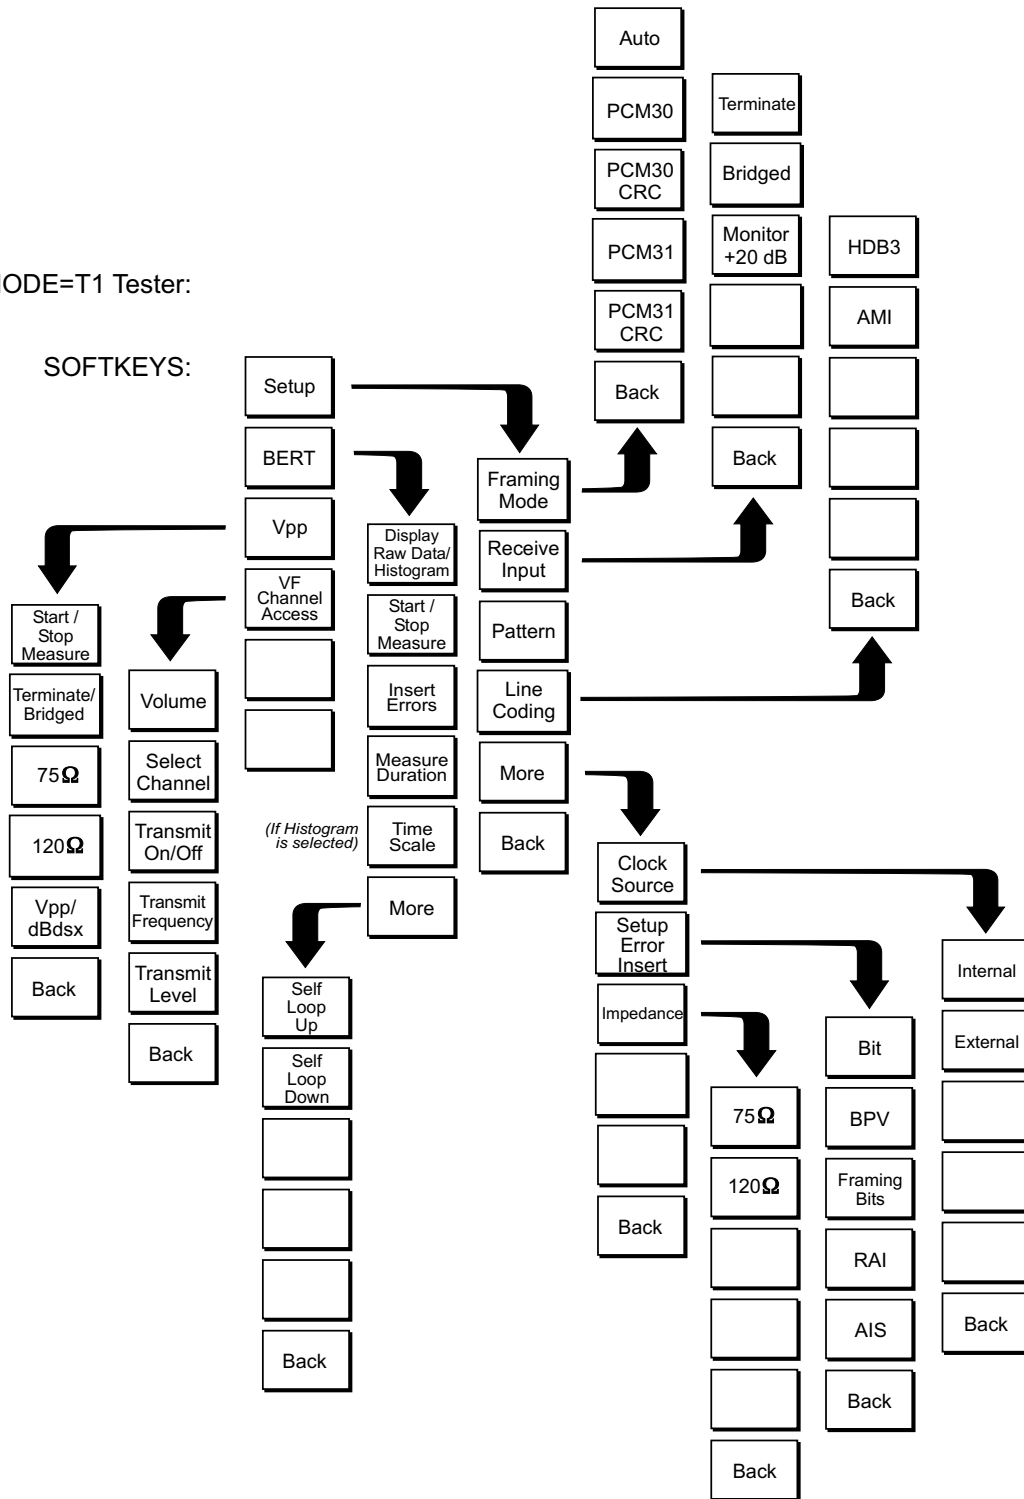 MODE=T1 Tester:
SOFTKEYS:
Setup
BERT
Vpp
VF
Channel
Access
Start /
Stop
Measure
Terminate/
Bridged
75Ω
120Ω
Vpp/
dBdsx
Back
Volume
Select
Channel
Transmit
On/Off
Transmit
Frequency
Transmit
Level
Back
Display
Raw Data/
Histogram
Start /
Stop
Measure
Insert
Errors
Measure
Duration
(If Histogram
is selected)
Time
Scale
More
Self
Loop
Up
Self
Loop
Down
Back
Framing
Mode
Receive
Input
Pattern
Line
Coding
More
Back
Auto
PCM30
PCM30
CRC
PCM31
PCM31
CRC
Back
Terminate
Bridged
Monitor
+20 dB
Back
HDB3
AMI
Back
Clock
Source
Setup
Error
Insert
Impedance
Back
75Ω
120Ω
Back
Bit
BPV
Framing
Bits
RAI
AIS
Back
Internal
External
Back